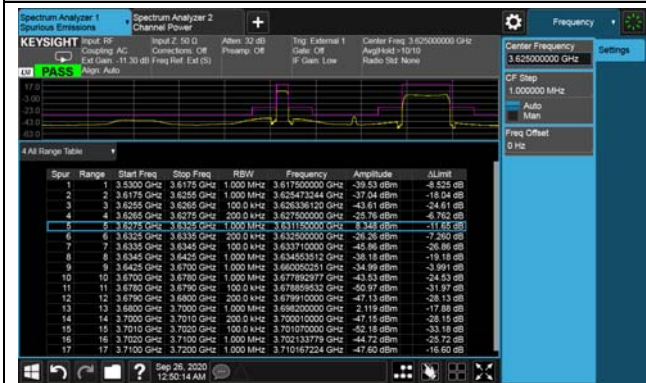 Spectrum Analyzer 1
Spurious Emissions
Spectrum Analyzer 2
Channel Power
+
Frequency
KEYSIGHT
Input: RF
Coupling: AC
Ext Gain: -11.30 dB
Align: Auto
Input Z: 50 Ω
Corrections: Off
Freq Ref: Ext (S)
Atten: 32 dB
Preamp: Off
Trig: External 1
Gate: Off
IF Gain: Low
Center Freq: 3.625000000 GHz
Avg|Hold:>10/10
Radio Std: None
LXI PASS
17.0
-3.00
-23.0
-43.0
-63.0
Center Frequency
3.625000000 GHz
Settings
CF Step
1.000000 MHz
Auto
Man
Freq Offset
0 Hz
4 All Range Table
Spur Range Start Freq Stop Freq RBW Frequency Amplitude ΔLimit
1 1 3.5300 GHz 3.6175 GHz 1.000 MHz 3.617500000 GHz -39.53 dBm -8.525 dB
2 2 3.6175 GHz 3.6255 GHz 1.000 MHz 3.625473244 GHz -37.04 dBm -18.04 dB
3 3 3.6255 GHz 3.6265 GHz 100.0 kHz 3.626336120 GHz -43.61 dBm -24.61 dB
4 4 3.6265 GHz 3.6275 GHz 200.0 kHz 3.627500000 GHz -25.76 dBm -6.762 dB
5 5 3.6275 GHz 3.6325 GHz 1.000 MHz 3.631150000 GHz 8.348 dBm -11.65 dB
6 6 3.6325 GHz 3.6335 GHz 200.0 kHz 3.632500000 GHz -26.26 dBm -7.260 dB
7 7 3.6335 GHz 3.6345 GHz 100.0 kHz 3.633710000 GHz -45.86 dBm -26.86 dB
8 8 3.6345 GHz 3.6425 GHz 1.000 MHz 3.634553512 GHz -38.18 dBm -19.18 dB
9 9 3.6425 GHz 3.6700 GHz 1.000 MHz 3.660050251 GHz -34.99 dBm -3.991 dB
10 10 3.6700 GHz 3.6780 GHz 1.000 MHz 3.677892977 GHz -43.53 dBm -24.53 dB
11 11 3.6780 GHz 3.6790 GHz 100.0 kHz 3.678859532 GHz -50.97 dBm -31.97 dB
12 12 3.6790 GHz 3.6800 GHz 200.0 kHz 3.679910000 GHz -47.13 dBm -28.13 dB
13 13 3.6800 GHz 3.7000 GHz 1.000 MHz 3.698200000 GHz 2.119 dBm -17.88 dB
14 14 3.7000 GHz 3.7010 GHz 200.0 kHz 3.700010000 GHz -47.15 dBm -28.15 dB
15 15 3.7010 GHz 3.7020 GHz 100.0 kHz 3.701070000 GHz -52.18 dBm -33.18 dB
16 16 3.7020 GHz 3.7100 GHz 1.000 MHz 3.702133779 GHz -44.72 dBm -25.72 dB
17 17 3.7100 GHz 3.7200 GHz 1.000 MHz 3.710167224 GHz -47.60 dBm -16.60 dB
?
Sep 26, 2020
12:50:14 AM